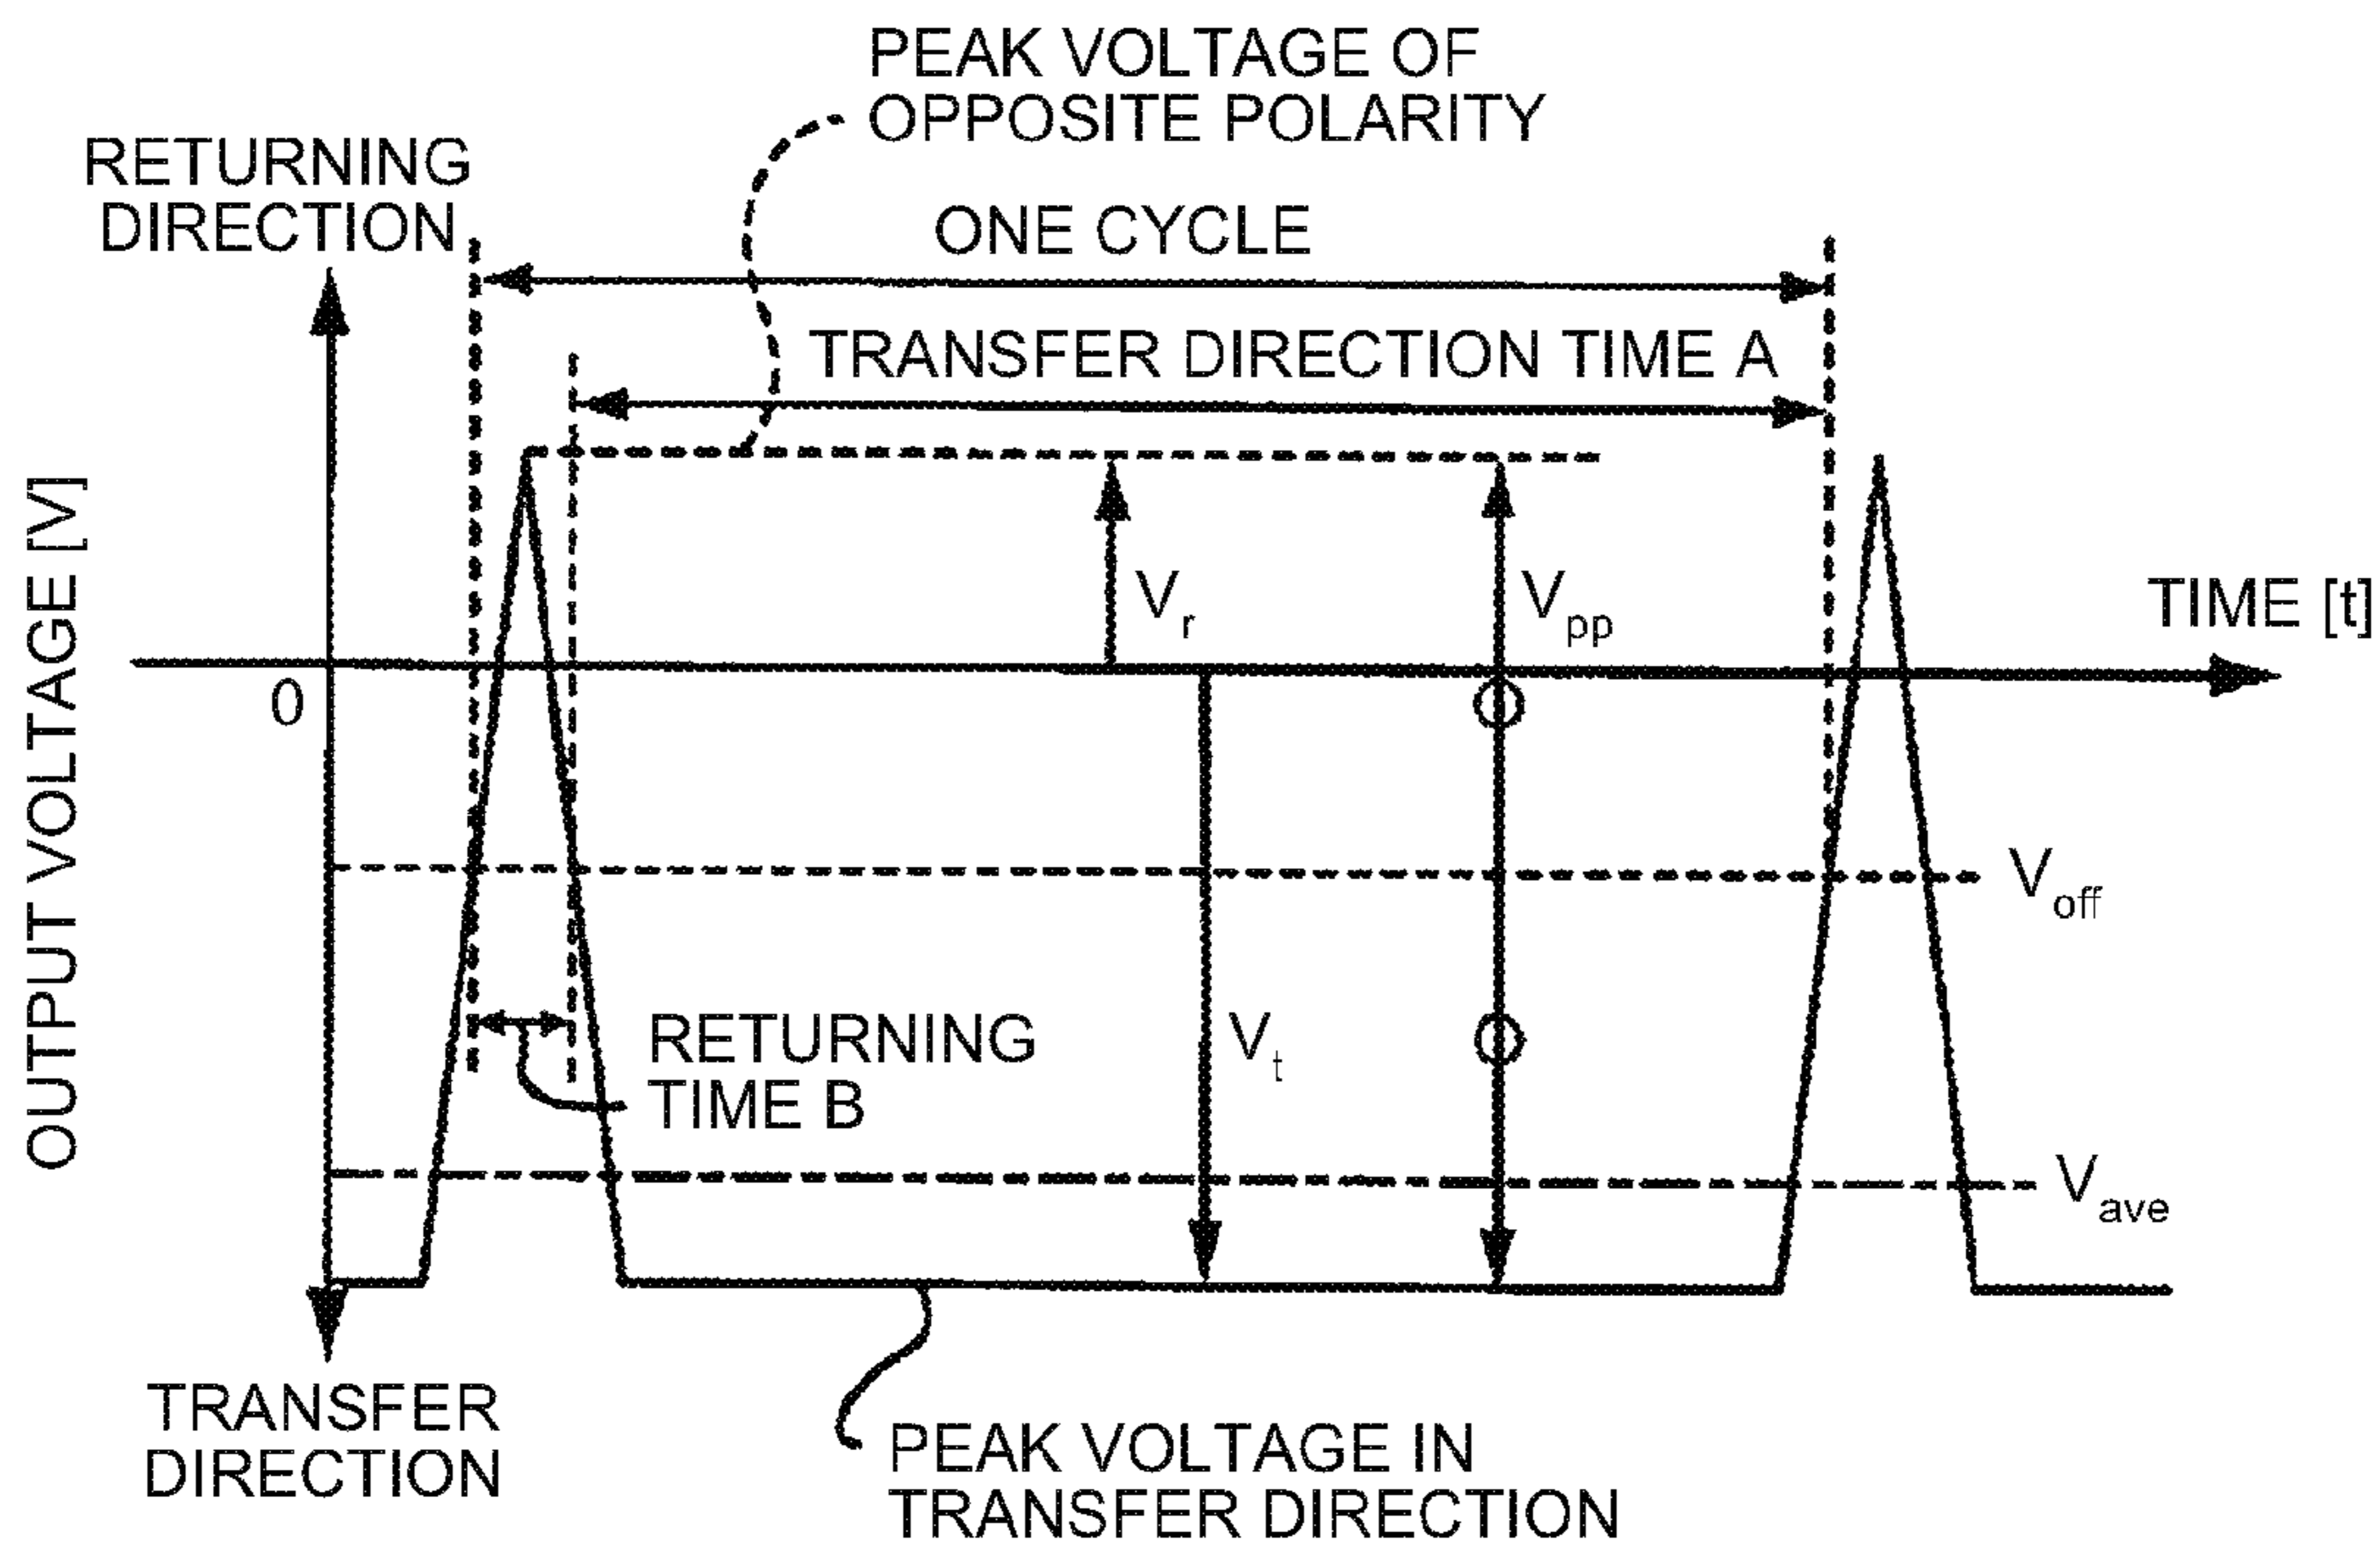 PEAK VOLTAGE OF
OPPOSITE POLARITY
RETURNING
DIRECTION
ONE CYCLE
TRANSFER DIRECTION TIME A
OUTPUT VOLTAGE [V]
Vr
Vpp
TIME [t]
0
Voff
RETURNING
TIME B
Vt
Vave
TRANSFER
DIRECTION
PEAK VOLTAGE IN
TRANSFER DIRECTION